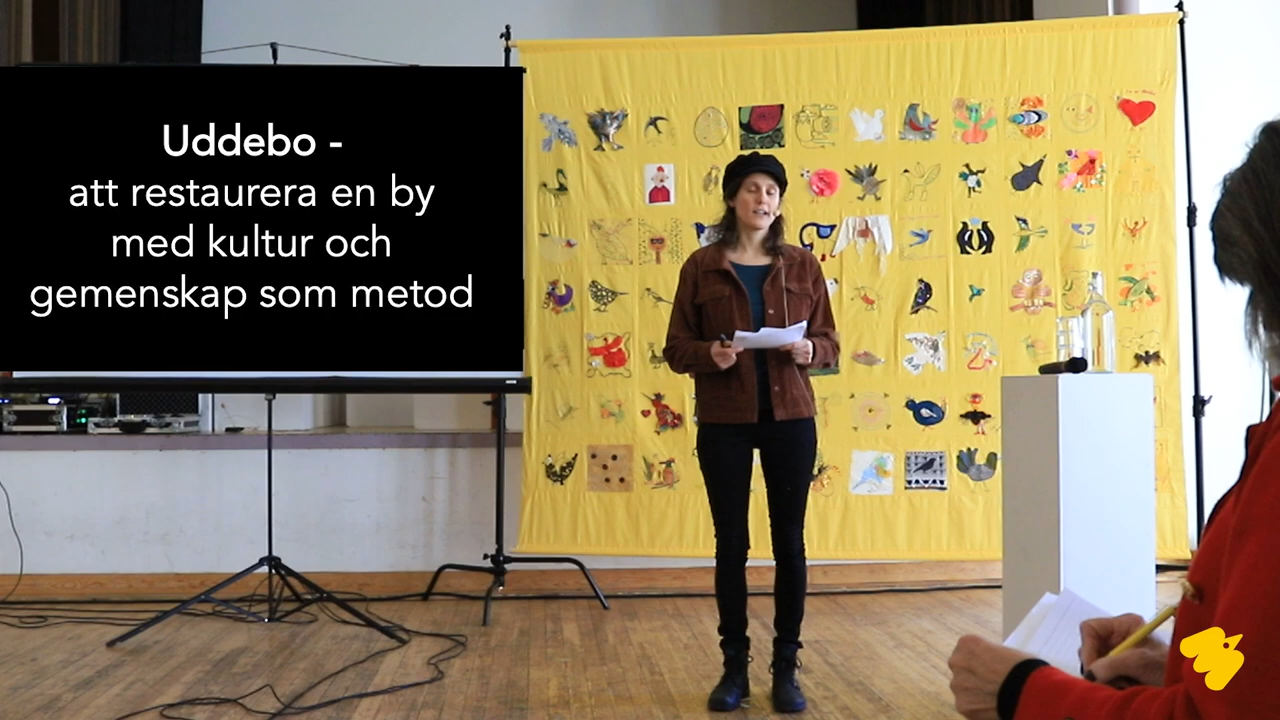 Uddebo -
att restaurera en by
med kultur och
gemenskap som metod